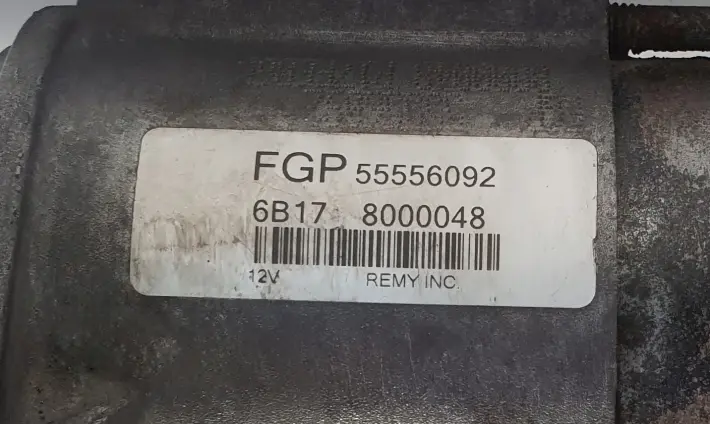 FGP 55556092
6B17 8000048
12V REMY INC.